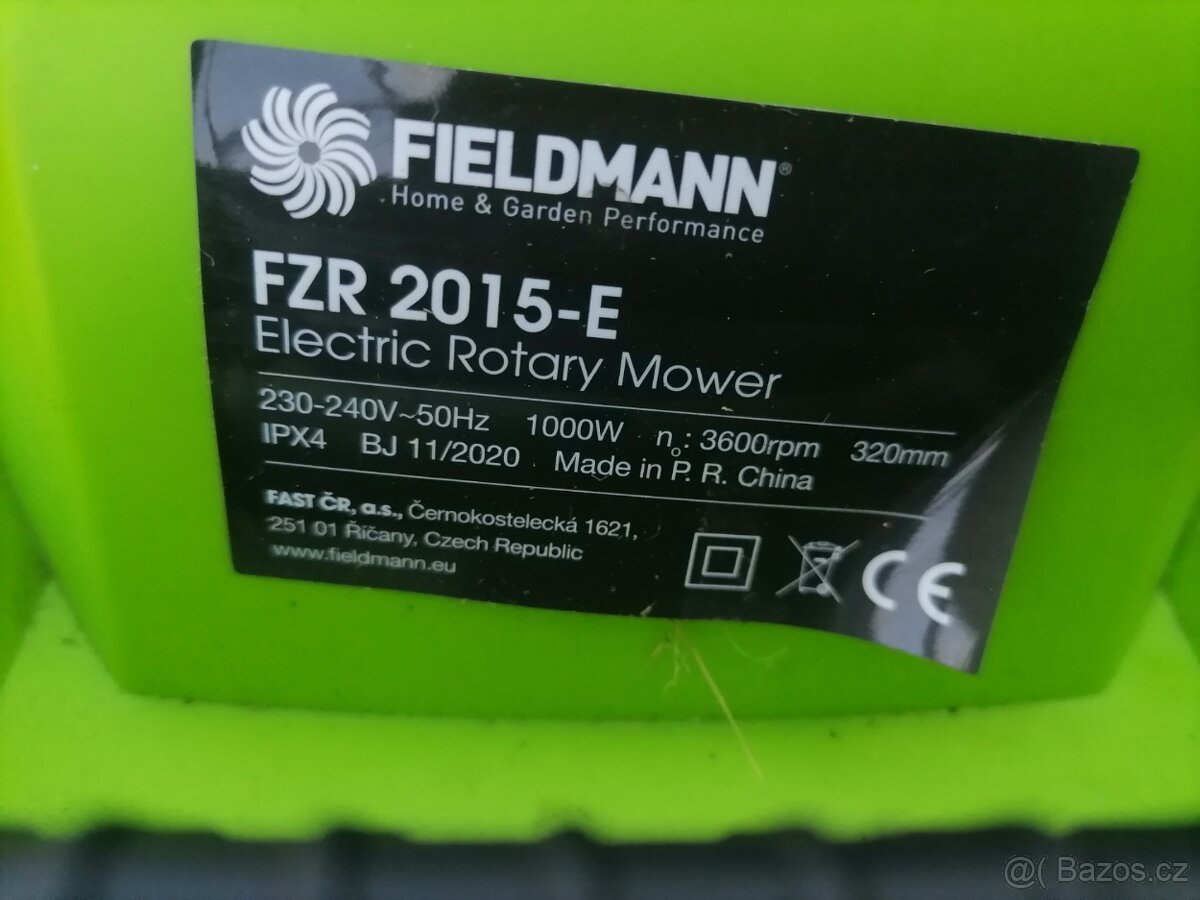 FIELDMANN®
Home & Garden Performance
FZR 2015-E
Electric Rotary Mower
230-240V~50Hz 1000W nₒ: 3600rpm 320mm
IPX4 BJ 11/2020 Made in P. R. China
FAST ČR, a.s., Černokostelecká 1621,
251 01 Říčany, Czech Republic
www.fieldmann.eu
CE
@( Bazos.cz